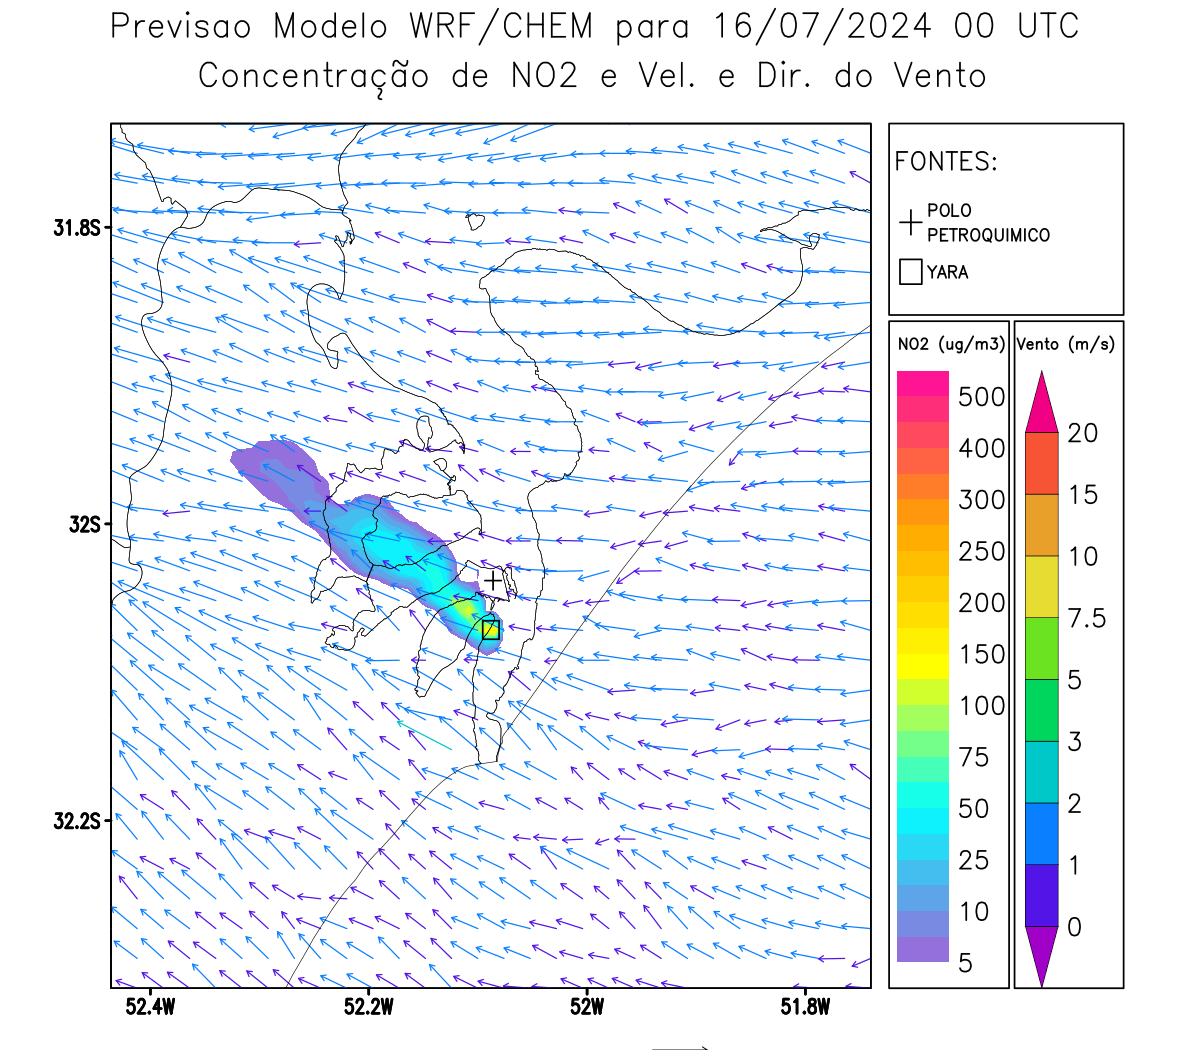 Previsao Modelo WRF/CHEM para 16/07/2024 00 UTC
Concentração de NO2 e Vel. e Dir. do Vento
FONTES:
POLO
PETROQUIMICO
YARA
NO2 (ug/m3)
500
400
300
250
200
150
100
75
50
25
10
5
Vento (m/s)
20
15
10
7.5
5
3
2
1
0
31.8S
32S
32.2S
52.4W
52.2W
52W
51.8W